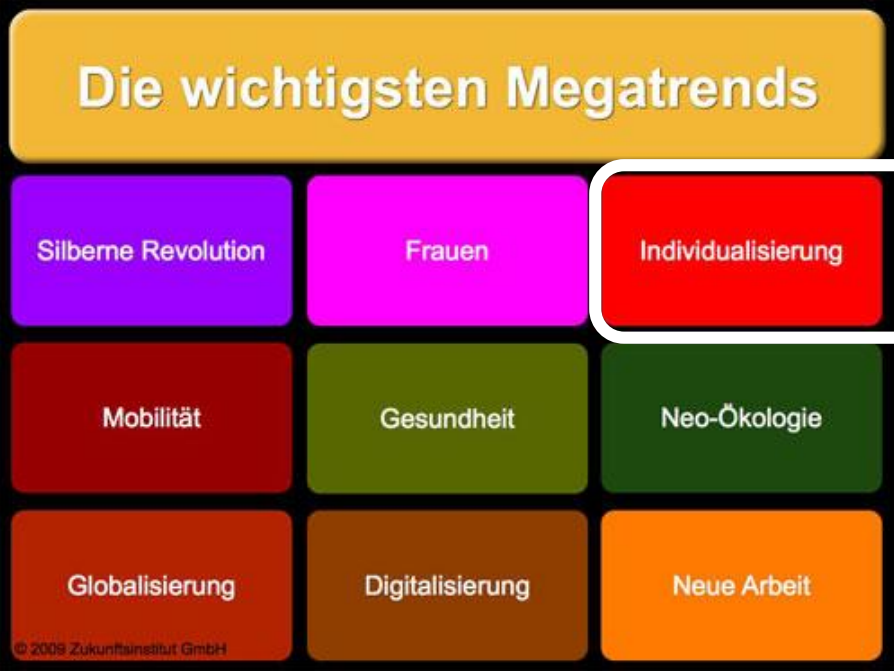 Die wichtigsten Megatrends
Silberne Revolution
Frauen
Individualisierung
Mobilität
Gesundheit
Neo-Ökologie
Globalisierung
Digitalisierung
Neue Arbeit
© 2009 Zukunftsinstitut GmbH